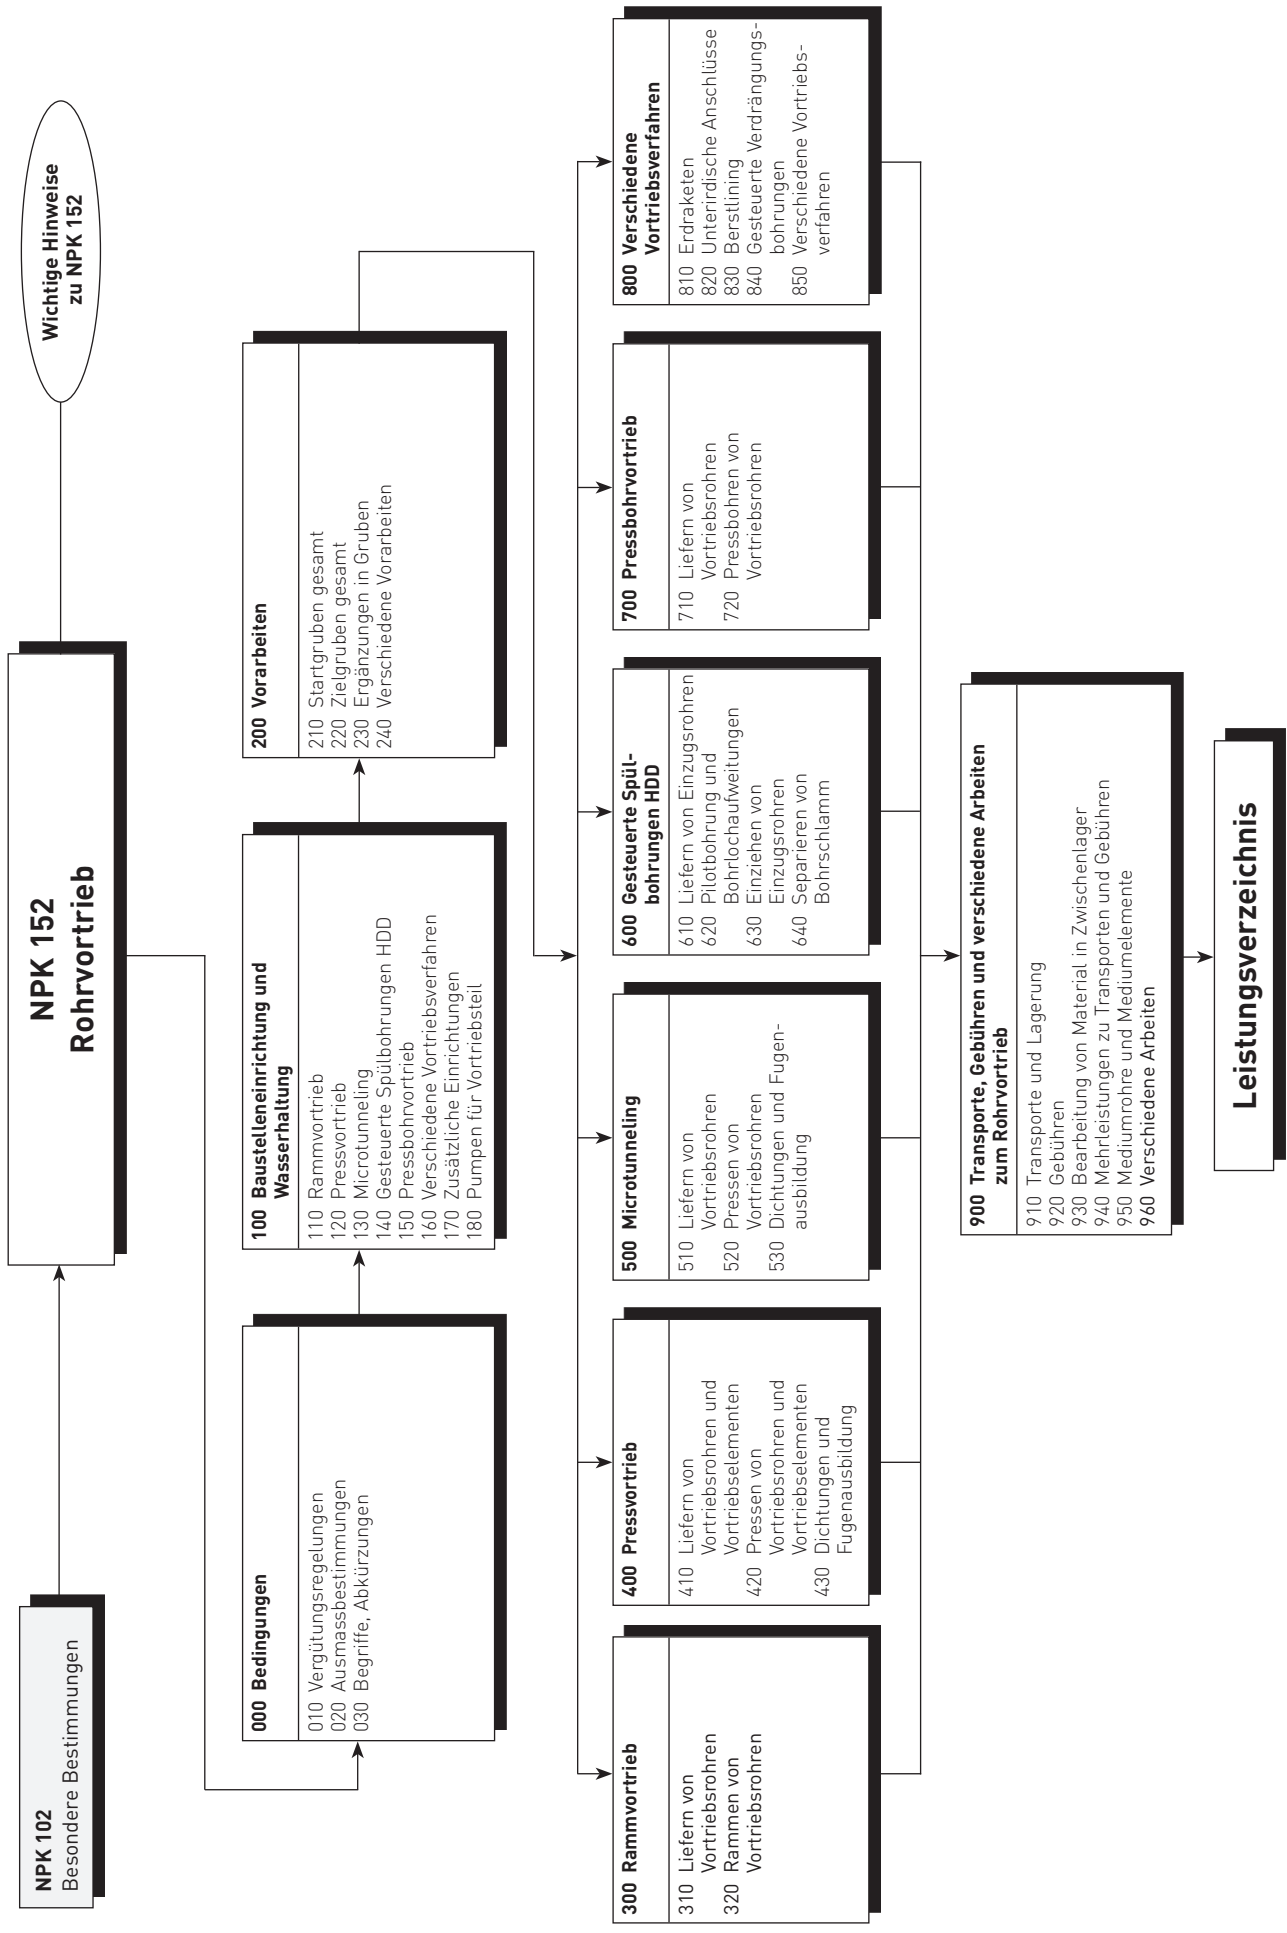 NPK 102
Besondere Bestimmungen
NPK 152
Rohrvortrieb
Wichtige Hinweise
zu NPK 152
000 Bedingungen
010 Vergütungsregelungen
020 Ausmassbestimmungen
030 Begriffe, Abkürzungen
100 Baustelleneinrichtung und
Wasserhaltung
110 Rammvortrieb
120 Pressvortrieb
130 Microtunneling
140 Gesteuerte Spülbohrungen HDD
150 Pressbohrvortrieb
160 Verschiedene Vortriebsverfahren
170 Zusätzliche Einrichtungen
180 Pumpen für Vortriebsteil
200 Vorarbeiten
210 Startgruben gesamt
220 Zielgruben gesamt
230 Ergänzungen in Gruben
240 Verschiedene Vorarbeiten
300 Rammvortrieb
310 Liefern von
Vortriebsrohren
320 Rammen von
Vortriebsrohren
400 Pressvortrieb
410 Liefern von
Vortriebsrohren und
Vortriebselementen
420 Pressen von
Vortriebsrohren und
Vortriebselementen
430 Dichtungen und
Fugenausbildung
500 Microtunneling
510 Liefern von
Vortriebsrohren
520 Pressen von
Vortriebsrohren
530 Dichtungen und Fugen-
ausbildung
600 Gesteuerte Spül-
bohrungen HDD
610 Liefern von Einzugsrohren
620 Pilotbohrung und
Bohrlochaufweitungen
630 Einziehen von
Einzugsrohren
640 Separieren von
Bohrschlamm
700 Pressbohrvortrieb
710 Liefern von
Vortriebsrohren
720 Pressbohren von
Vortriebsrohren
800 Verschiedene
Vortriebsverfahren
810 Erdraketen
820 Unterirdische Anschlüsse
830 Berstlining
840 Gesteuerte Verdrängungs-
bohrungen
850 Verschiedene Vortriebs-
verfahren
900 Transporte, Gebühren und verschiedene Arbeiten
zum Rohrvortrieb
910 Transporte und Lagerung
920 Gebühren
930 Bearbeitung von Material in Zwischenlager
940 Mehrleistungen zu Transporten und Gebühren
950 Mediumrohre und Mediumelemente
960 Verschiedene Arbeiten
Leistungsverzeichnis